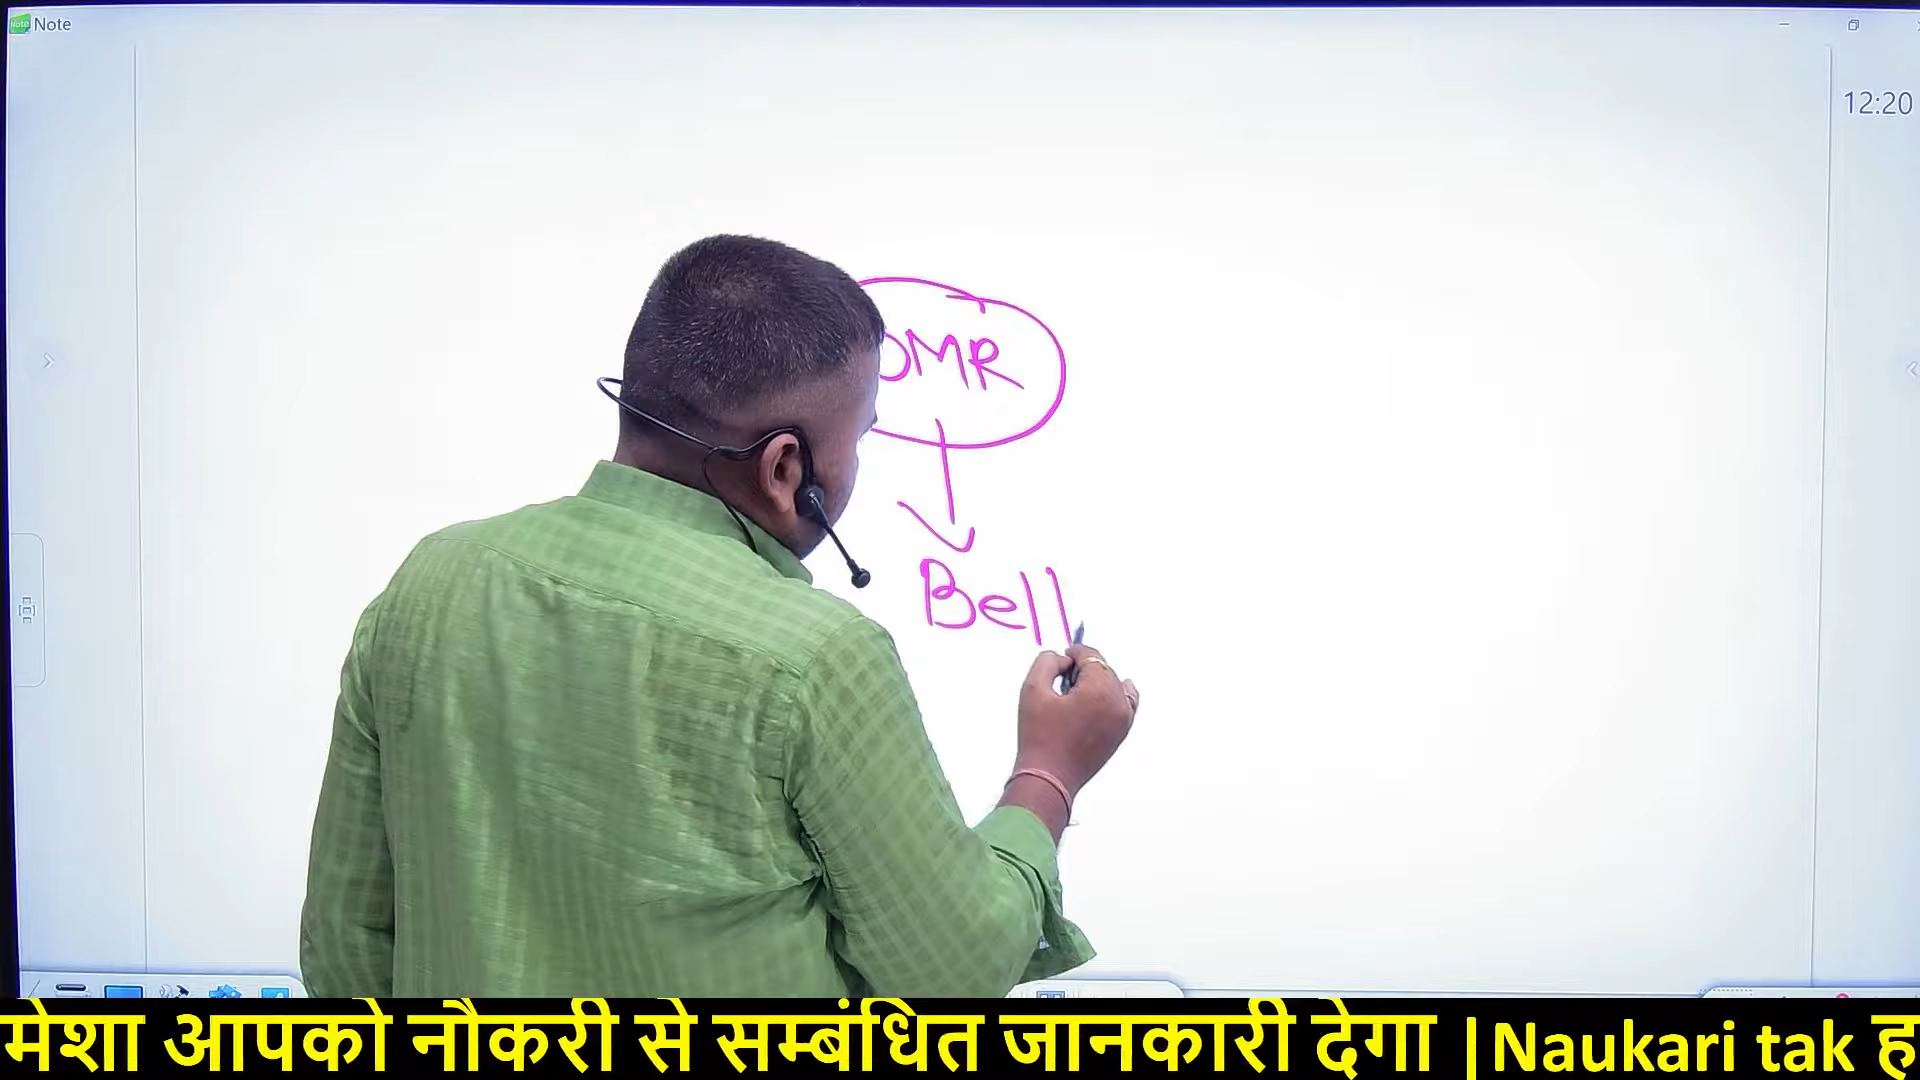 Note
12:20
OMR
Bell
मेशा आपको नौकरी से सम्बंधित जानकारी देगा |Naukari tak ह